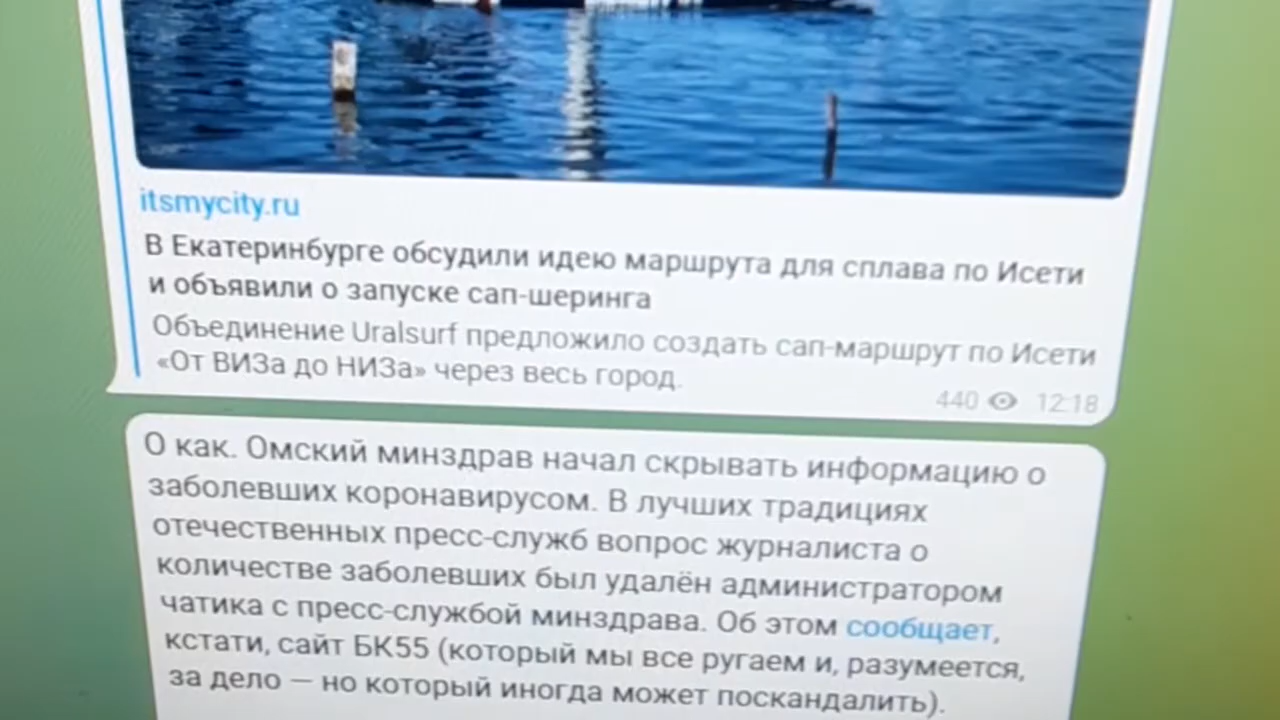 itsmycity.ru
В Екатеринбурге обсудили идею маршрута для сплава по Исети
и объявили о запуске сап-шеринга
Объединение Uralsurf предложило создать сап-маршрут по Исети
«От ВИЗа до НИЗа» через весь город.
440 12:18
О как. Омский минздрав начал скрывать информацию о
заболевших коронавирусом. В лучших традициях
отечественных пресс-служб вопрос журналиста о
количестве заболевших был удалён администратором
чатика с пресс-службой минздрава. Об этом сообщает,
кстати, сайт БК55 (который мы все ругаем и, разумеется,
за дело — но который иногда может поскандалить).